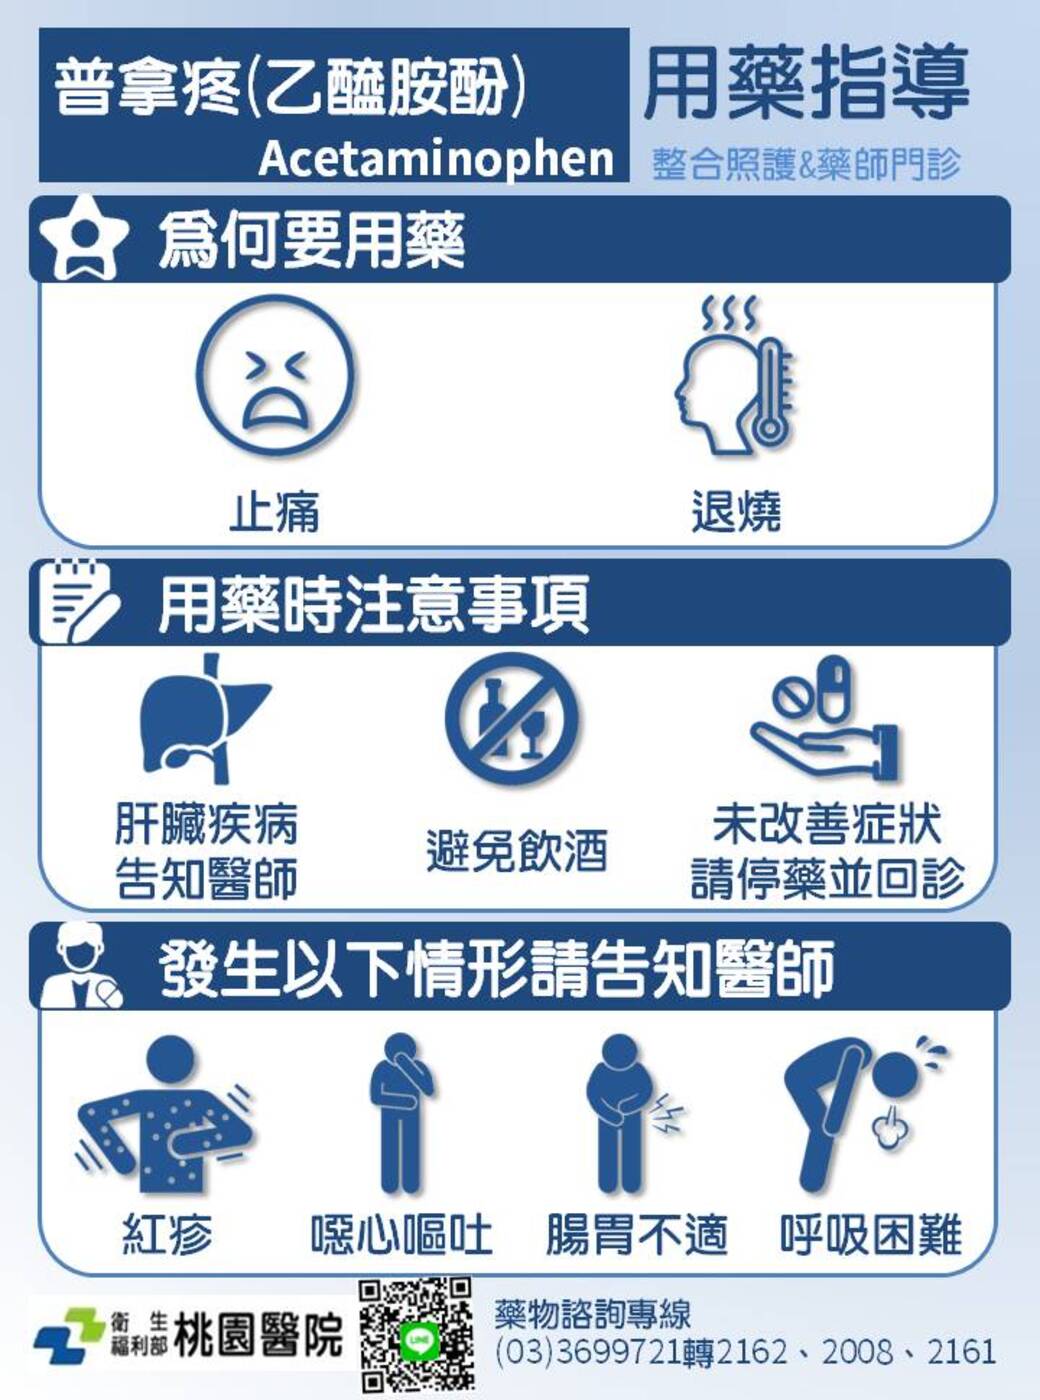 普拿疼(乙醯胺酚)
Acetaminophen
用藥指導
整合照護&藥師門診
為何要用藥
止痛
退燒
用藥時注意事項
肝臟疾病
告知醫師
避免飲酒
未改善症狀
請停藥並回診
發生以下情形請告知醫師
紅疹
噁心嘔吐
腸胃不適
呼吸困難
衛生
福利部
桃園醫院
LINE
藥物諮詢專線
(03)3699721轉2162、2008、2161